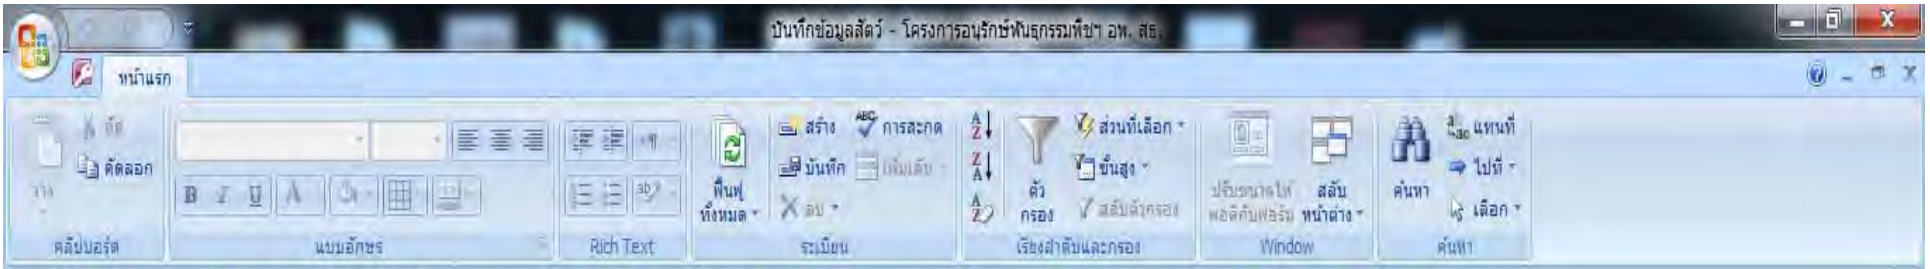 บันทึกข้อมูลสัตว์ - โครงการอนุรักษ์พันธุกรรมพืชฯ อพ. สธ.
หน้าแรก
วาง
ตัด
คัดลอก
คลิปบอร์ด
B I U A ab
แบบอักษร
Rich Text
ฟื้นฟู
ทั้งหมด
สร้าง
บันทึก
ลบ
ABC การสะกด
เพิ่มเติม
ระเบียน
ตัว
กรอง
ส่วนที่เลือก
ขั้นสูง
สลับตัวกรอง
เรียงลำดับและกรอง
ปรับขนาดให้
พอดีกับฟอร์ม
สลับ
หน้าต่าง
Window
ค้นหา
แทนที่
ไปที่
เลือก
ค้นหา